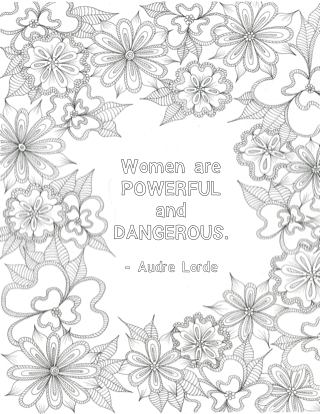 Women are
POWERFUL
and
DANGEROUS.
- Audre Lorde